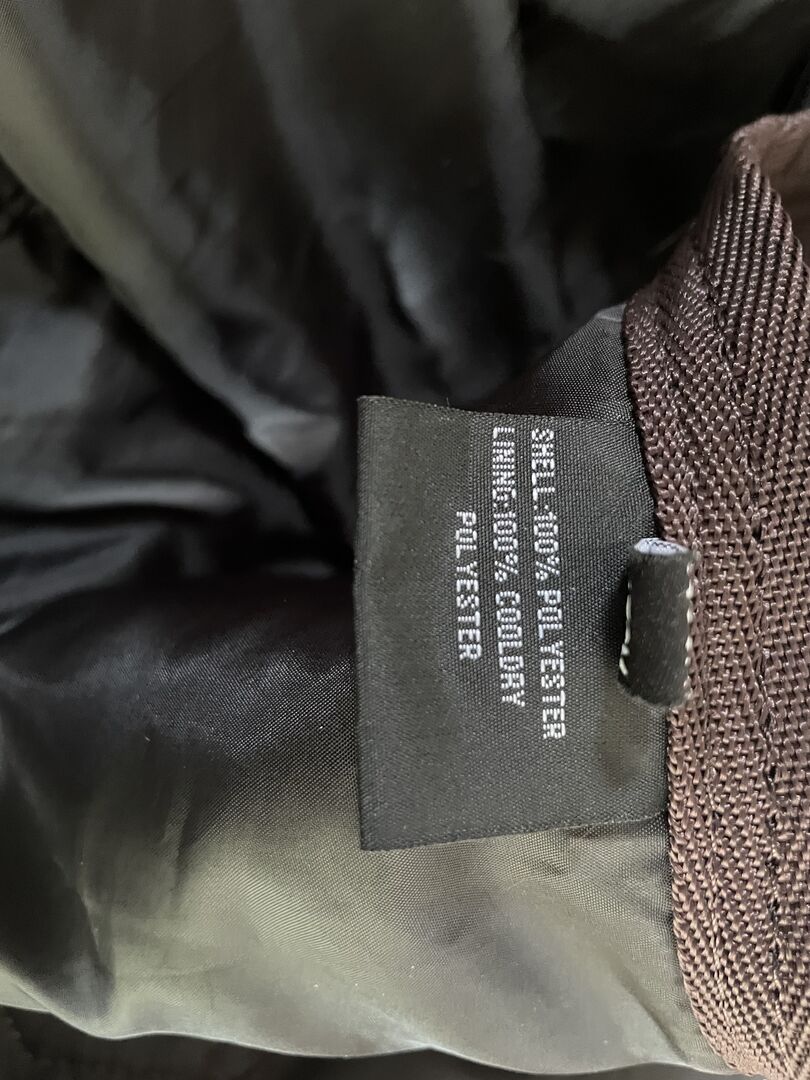 SHELL:100% POLYESTER
LINING:100% COOLDRY
POLYESTER